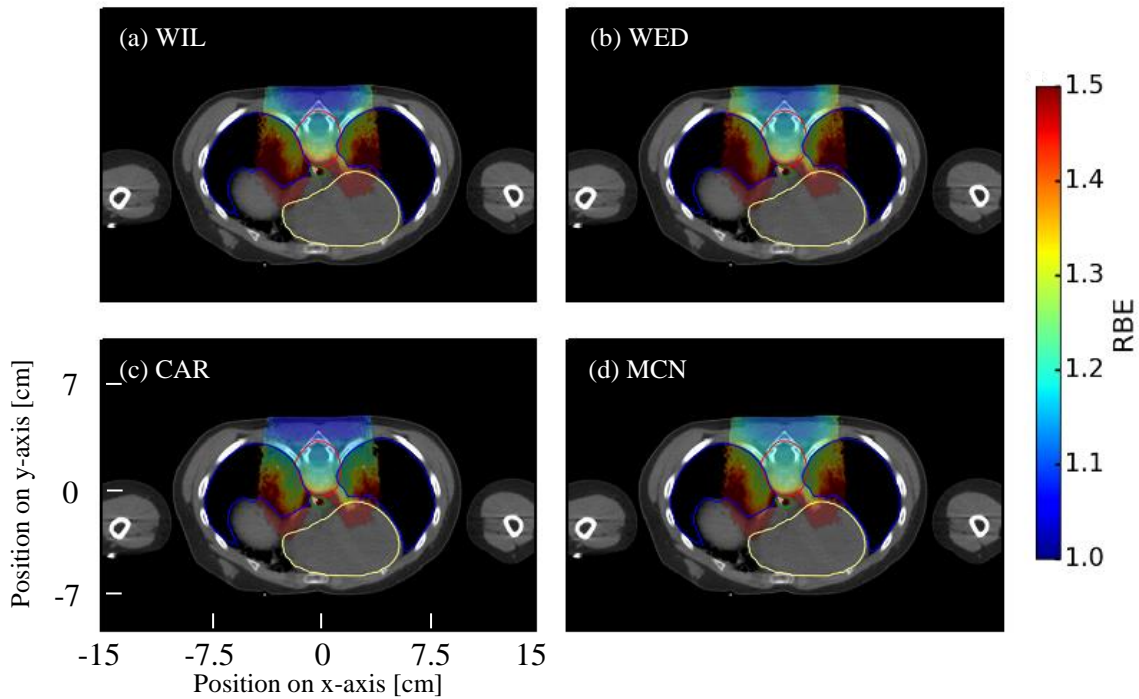 (a) WIL
(b) WED
1.5
1.4
1.3
1.2
1.1
1.0
RBE
(c) CAR
(d) MCN
Position on y-axis [cm]
7
0
-7
-15
-7.5
0
7.5
15
Position on x-axis [cm]